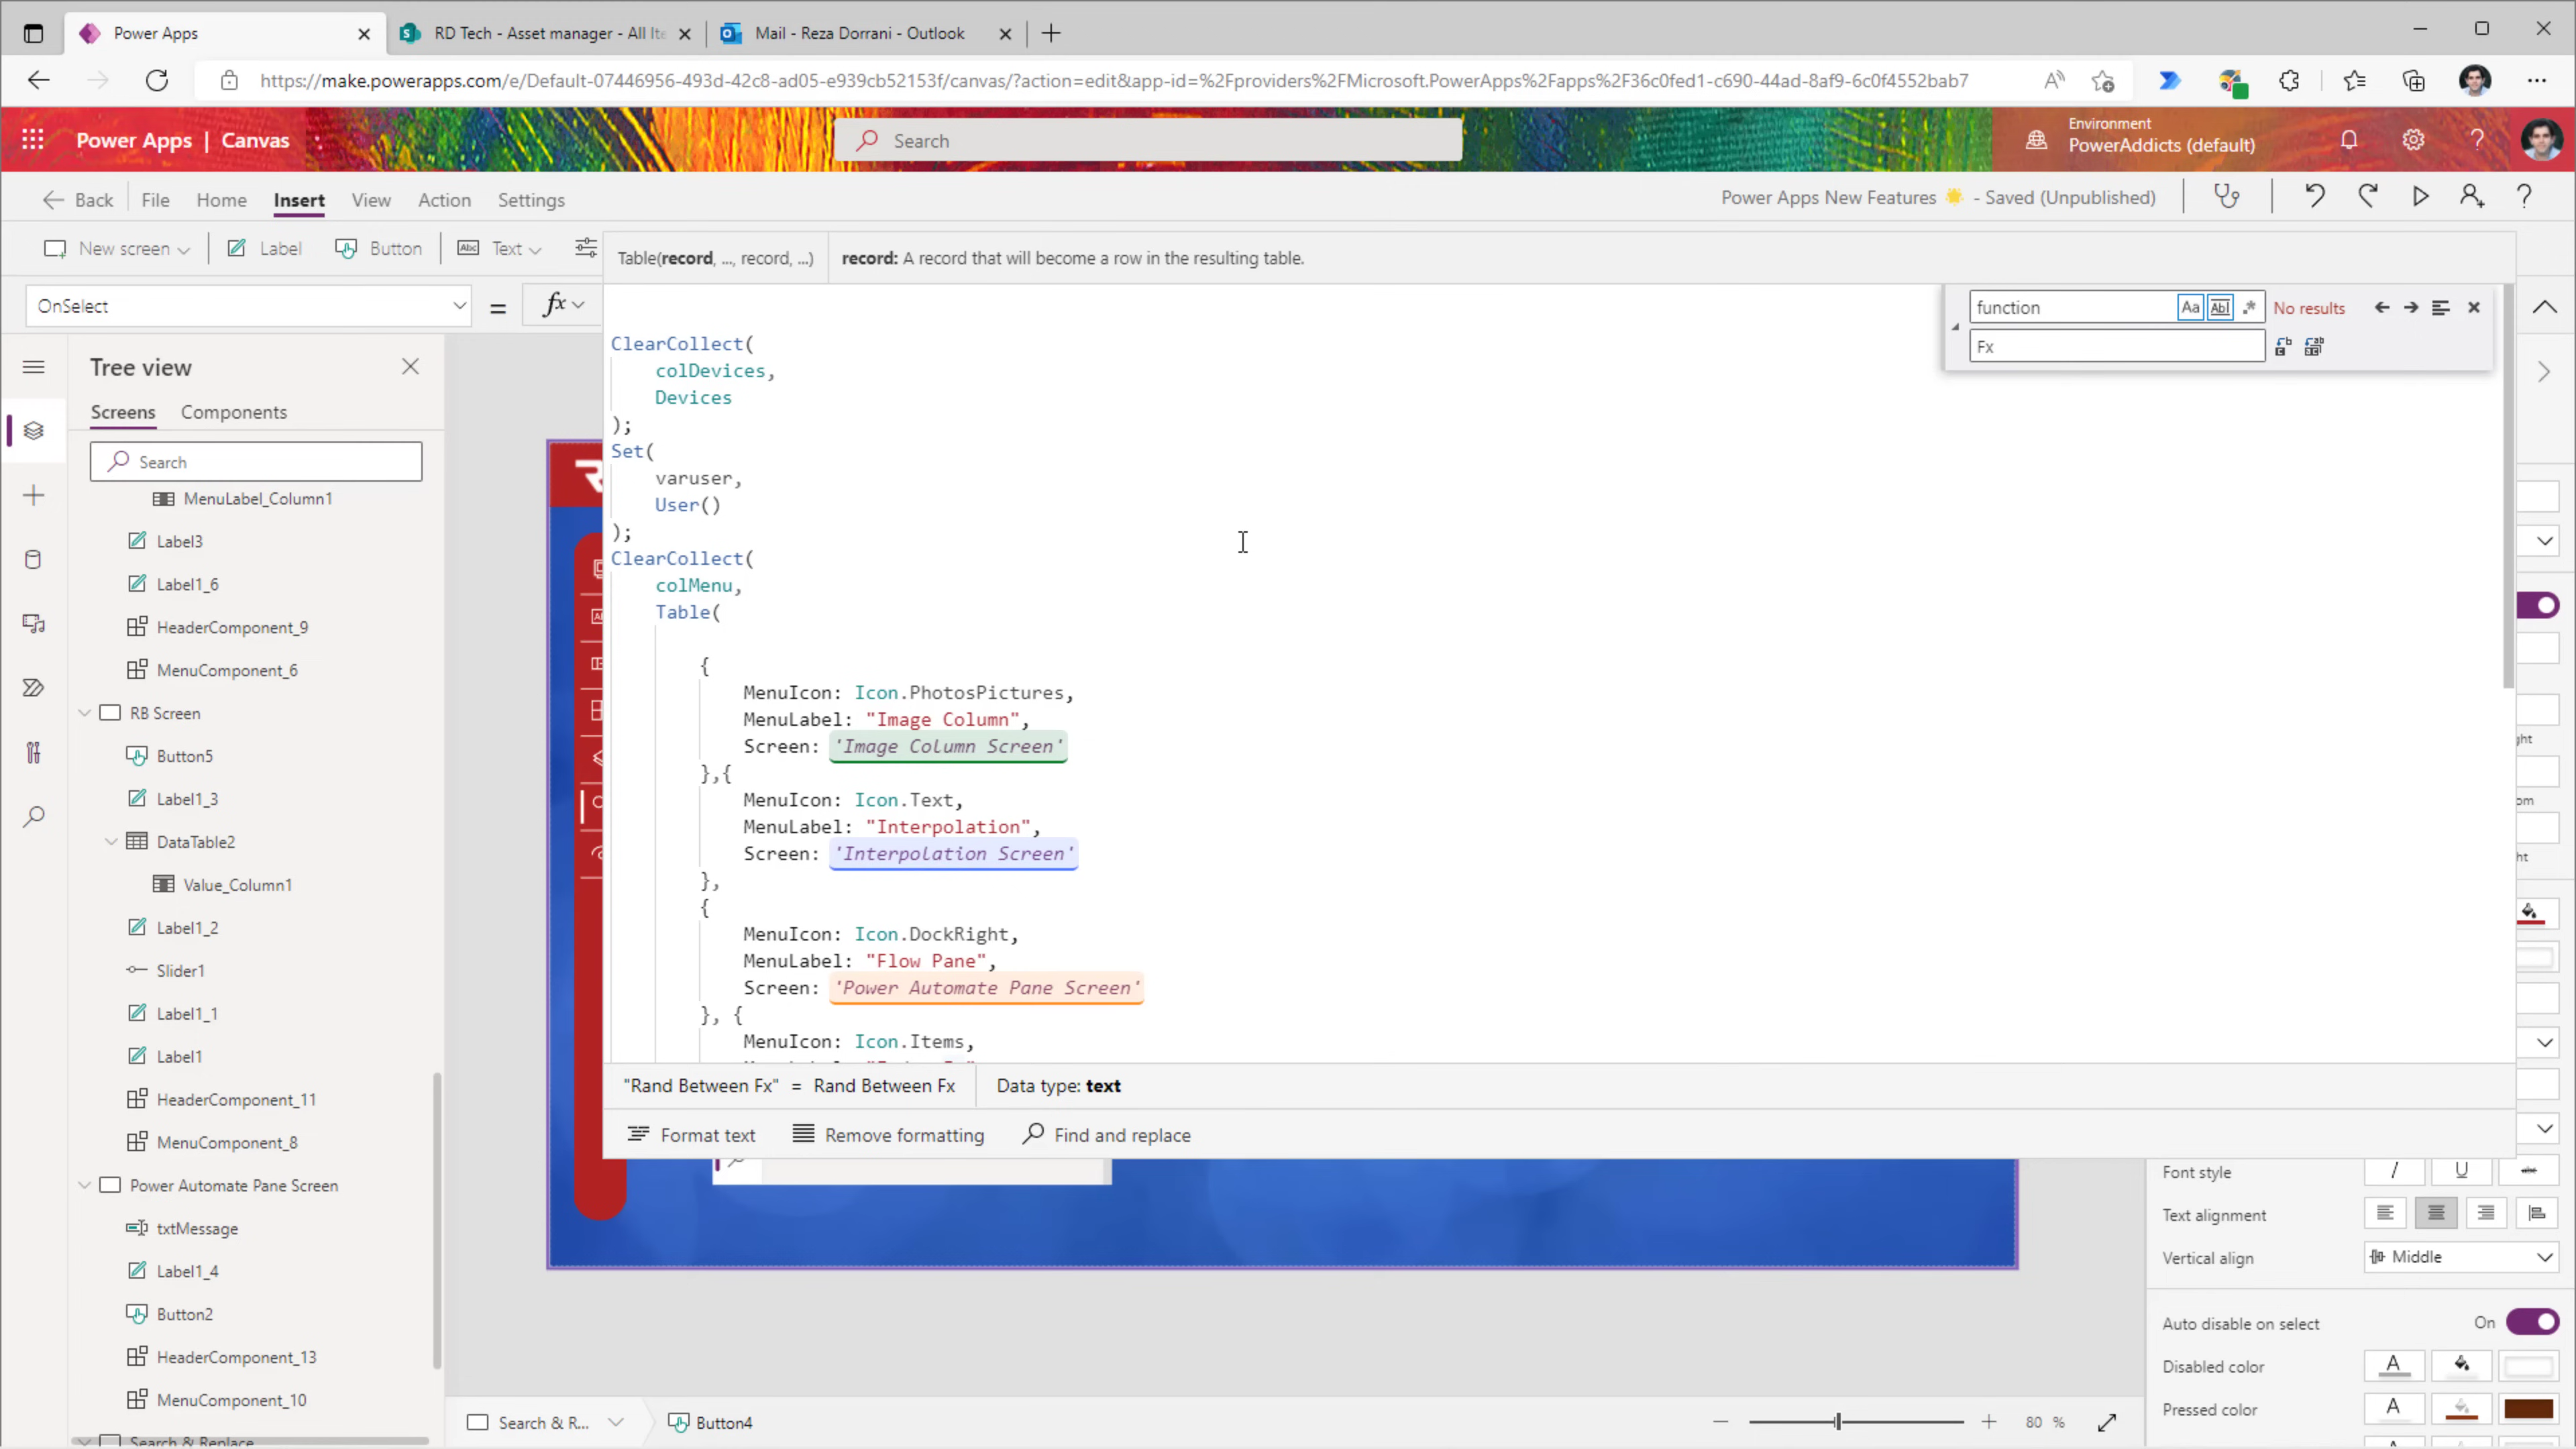 Power Apps
RD Tech - Asset manager - All Ite
Mail - Reza Dorrani - Outlook
https://make.powerapps.com/e/Default-07446956-493d-42c8-ad05-e939cb52153f/canvas/?action=edit&app-id=%2Fproviders%2FMicrosoft.PowerApps%2Fapps%2F36c0fed1-c690-44ad-8af9-6c0f4552bab7
Power Apps | Canvas
Search
Environment
PowerAddicts (default)
Back
File
Home
Insert
View
Action
Settings
Power Apps New Features 🌟 - Saved (Unpublished)
New screen
Label
Button
Text
Table(record, ..., record, ...)
record: A record that will become a row in the resulting table.
OnSelect
=
fx
function
Aa
Abl
No results
Fx
Tree view
Screens
Components
Search
MenuLabel_Column1
Label3
Label1_6
HeaderComponent_9
MenuComponent_6
RB Screen
Button5
Label1_3
DataTable2
Value_Column1
Label1_2
Slider1
Label1_1
Label1
HeaderComponent_11
MenuComponent_8
Power Automate Pane Screen
txtMessage
Label1_4
Button2
HeaderComponent_13
MenuComponent_10
Search & Replace
ClearCollect(
colDevices,
Devices
);
Set(
varuser,
User()
);
ClearCollect(
colMenu,
Table(
{
MenuIcon: Icon.PhotosPictures,
MenuLabel: "Image Column",
Screen: 'Image Column Screen'
},{
MenuIcon: Icon.Text,
MenuLabel: "Interpolation",
Screen: 'Interpolation Screen'
},
{
MenuIcon: Icon.DockRight,
MenuLabel: "Flow Pane",
Screen: 'Power Automate Pane Screen'
}, {
MenuIcon: Icon.Items,
"Rand Between Fx" = Rand Between Fx
Data type: text
Format text
Remove formatting
Find and replace
ght
om
ht
Font style
Text alignment
Vertical align
Middle
Auto disable on select
On
Disabled color
Pressed color
Search & R...
Button4
80 %